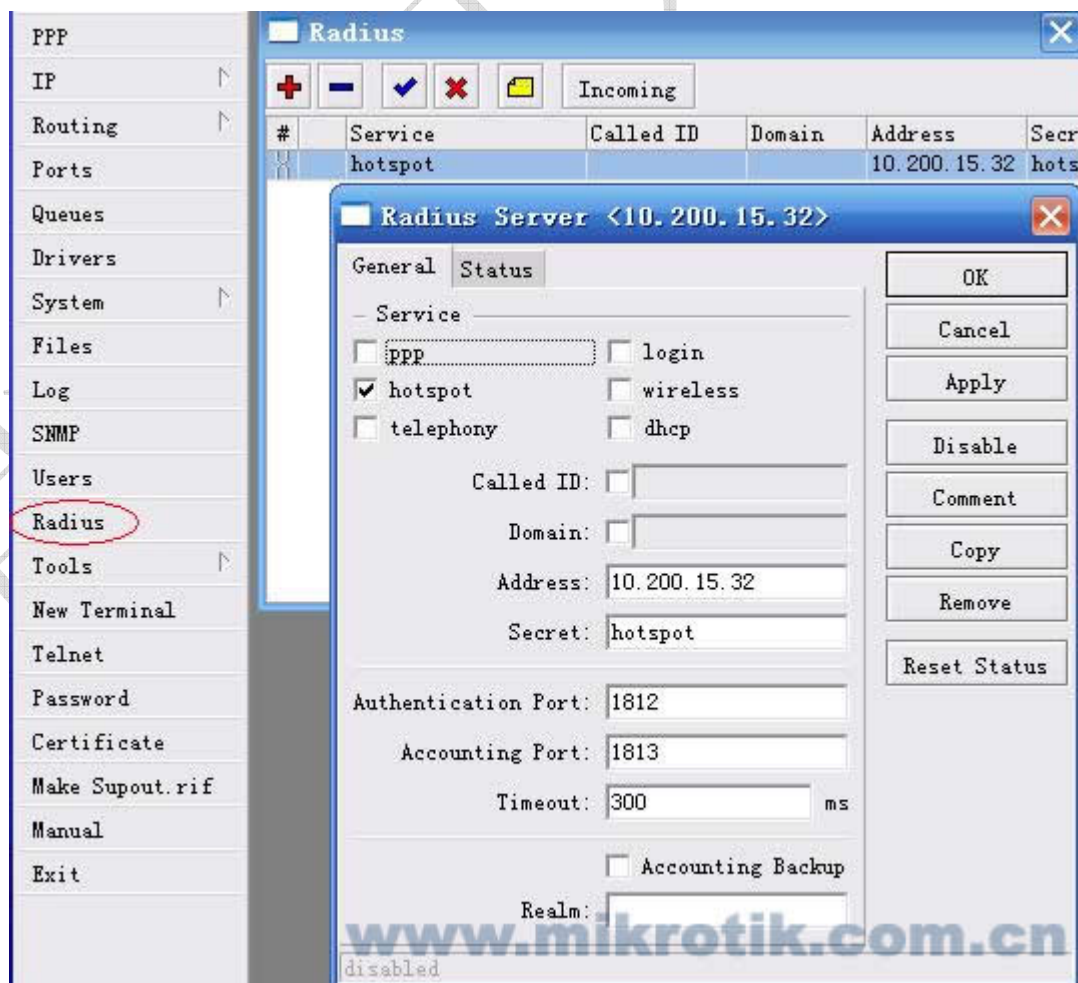 PPP
IP
Routing
Ports
Queues
Drivers
System
Files
Log
SNMP
Users
Radius
Tools
New Terminal
Telnet
Password
Certificate
Make Supout.rif
Manual
Exit
Radius
Incoming
# Service Called ID Domain Address Secr
X hotspot 10.200.15.32 hots
Radius Server <10.200.15.32>
General Status
Service
ppp login
hotspot wireless
telephony dhcp
Called ID:
Domain:
Address: 10.200.15.32
Secret: hotspot
Authentication Port: 1812
Accounting Port: 1813
Timeout: 300 ms
Accounting Backup
Realm:
OK
Cancel
Apply
Disable
Comment
Copy
Remove
Reset Status
www.mikrotik.com.cn
disabled